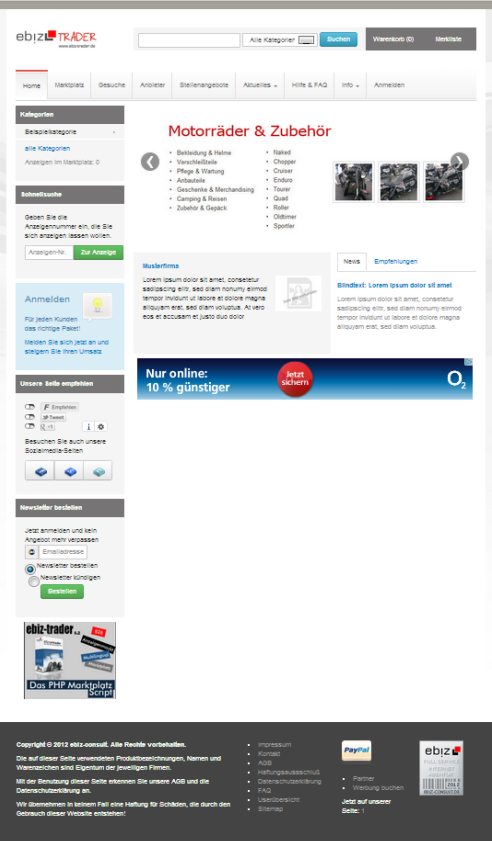 ebiz TRADER
www.ebiztrader.de
Alle Kategorien
Suchen
Warenkorb (0)
Merkliste
Home
Marktplatz
Gesuche
Anbieter
Stellenangebote
Aktuelles
Hilfe & FAQ
Info
Anmelden
Kategorien
Beispielkategorie
alle Kategorien
Anzeigen im Marktplatz: 0
Schnellsuche
Geben Sie die
Anzeigennummer ein, die Sie
sich anzeigen lassen wollen.
Anzeigen-Nr.
Zur Anzeige
Anmelden
Für jeden Kunden
das richtige Paket!
Melden Sie sich jetzt an und
steigern Sie Ihren Umsatz
Unsere Seite empfehlen
Empfehlen
Tweet
+1
Besuchen Sie auch unsere
Sozialmedia-Seiten
Newsletter bestellen
Jetzt anmelden und kein
Angebot mehr verpassen
Emailadresse
Newsletter bestellen
Newsletter kündigen
Bestellen
ebiz-trader
Das PHP Marktplatz
Script
Motorräder & Zubehör
Bekleidung & Helme
Verschleißteile
Pflege & Wartung
Anbauteile
Geschenke & Merchandising
Camping & Reisen
Zubehör & Gepäck
Naked
Chopper
Cruiser
Enduro
Tourer
Quad
Roller
Oldtimer
Sportler
Musterfirma
Lorem ipsum dolor sit amet, consetetur
sadipscing elitr, sed diam nonumy eirmod
tempor invidunt ut labore et dolore magna
aliquyam erat, sed diam voluptua. At vero
eos et accusam et justo duo dolor
News
Empfehlungen
Blindtext: Lorem ipsum dolor sit amet
Lorem ipsum dolor sit amet, consetetur
sadipscing elitr, sed diam nonumy eirmod
tempor invidunt ut labore et dolore magna
aliquyam erat, sed diam voluptua.
Nur online:
10 % günstiger
Jetzt
sichern
O2
Copyright © 2012 ebiz-consult. Alle Rechte vorbehalten.
Die auf dieser Seite verwendeten Produktbezeichnungen, Namen und
Warenzeichen sind Eigentum der jeweiligen Firmen.
Mit der Benutzung dieser Seite erkennen Sie unsere AGB und die
Datenschutzerklärung an.
Wir übernehmen in keinem Fall eine Haftung für Schäden, die durch den
Gebrauch dieser Website entstehen!
Impressum
Kontakt
AGB
Haftungsausschluß
Datenschutzerklärung
FAQ
Userübersicht
Sitemap
PayPal
Partner
Werbung buchen
Jetzt auf unserer
Seite: 1
ebiz
FULL SERVICE
INTERNET
AGENTUR
EBIZ-CONSULT.DE